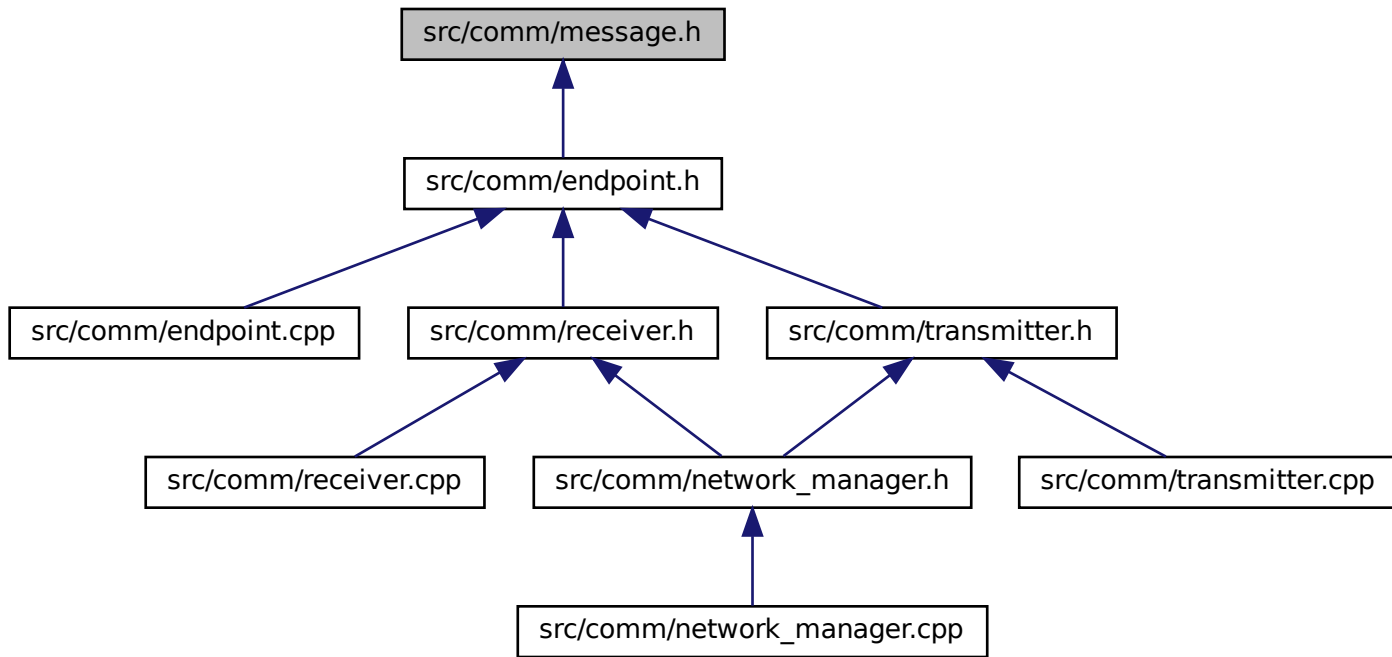 src/comm/message.h
src/comm/endpoint.h
src/comm/endpoint.cpp
src/comm/receiver.h
src/comm/transmitter.h
src/comm/receiver.cpp
src/comm/network_manager.h
src/comm/transmitter.cpp
src/comm/network_manager.cpp